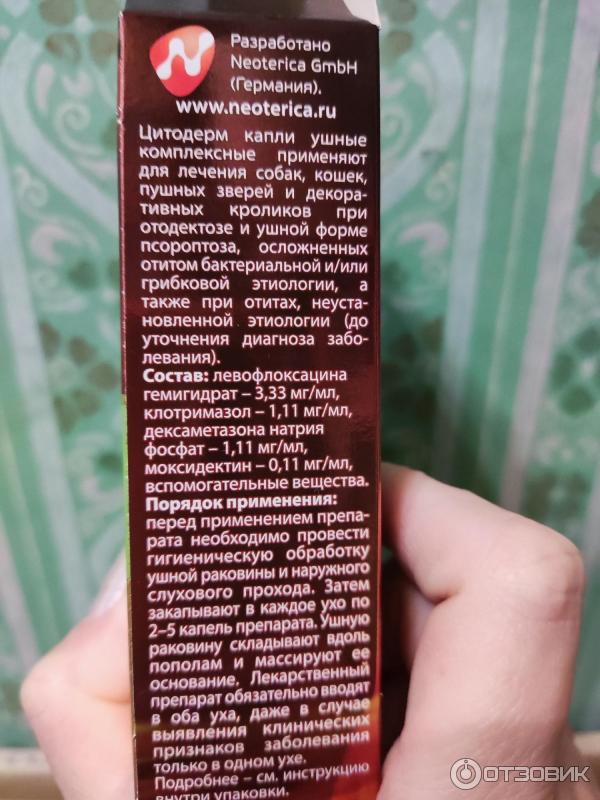 Разработано
Neoterica GmbH
(Германия).
www.neoterica.ru
Цитодерм капли ушные
комплексные применяют
для лечения собак, кошек,
пушных зверей и декора-
тивных кроликов при
отодектозе и ушной форме
псороптоза, осложненных
отитом бактериальной и/или
грибковой этиологии, а
также при отитах, неуста-
новленной этиологии (до
уточнения диагноза забо-
левания).
Состав: левофлоксацина
гемигидрат – 3,33 мг/мл,
клотримазол – 1,11 мг/мл,
дексаметазона натрия
фосфат – 1,11 мг/мл,
моксидектин – 0,11 мг/мл,
вспомогательные вещества.
Порядок применения:
перед применением препа-
рата необходимо провести
гигиеническую обработку
ушной раковины и наружного
слухового прохода. Затем
закапывают в каждое ухо по
2–5 капель препарата. Ушную
раковину складывают вдоль
пополам и массируют ее
основание. Лекарственный
препарат обязательно вводят
в оба уха, даже в случае
выявления клинических
признаков заболевания
только в одном ухе.
Подробнее – см. инструкцию
внутри упаковки.
ОТЗОВИК